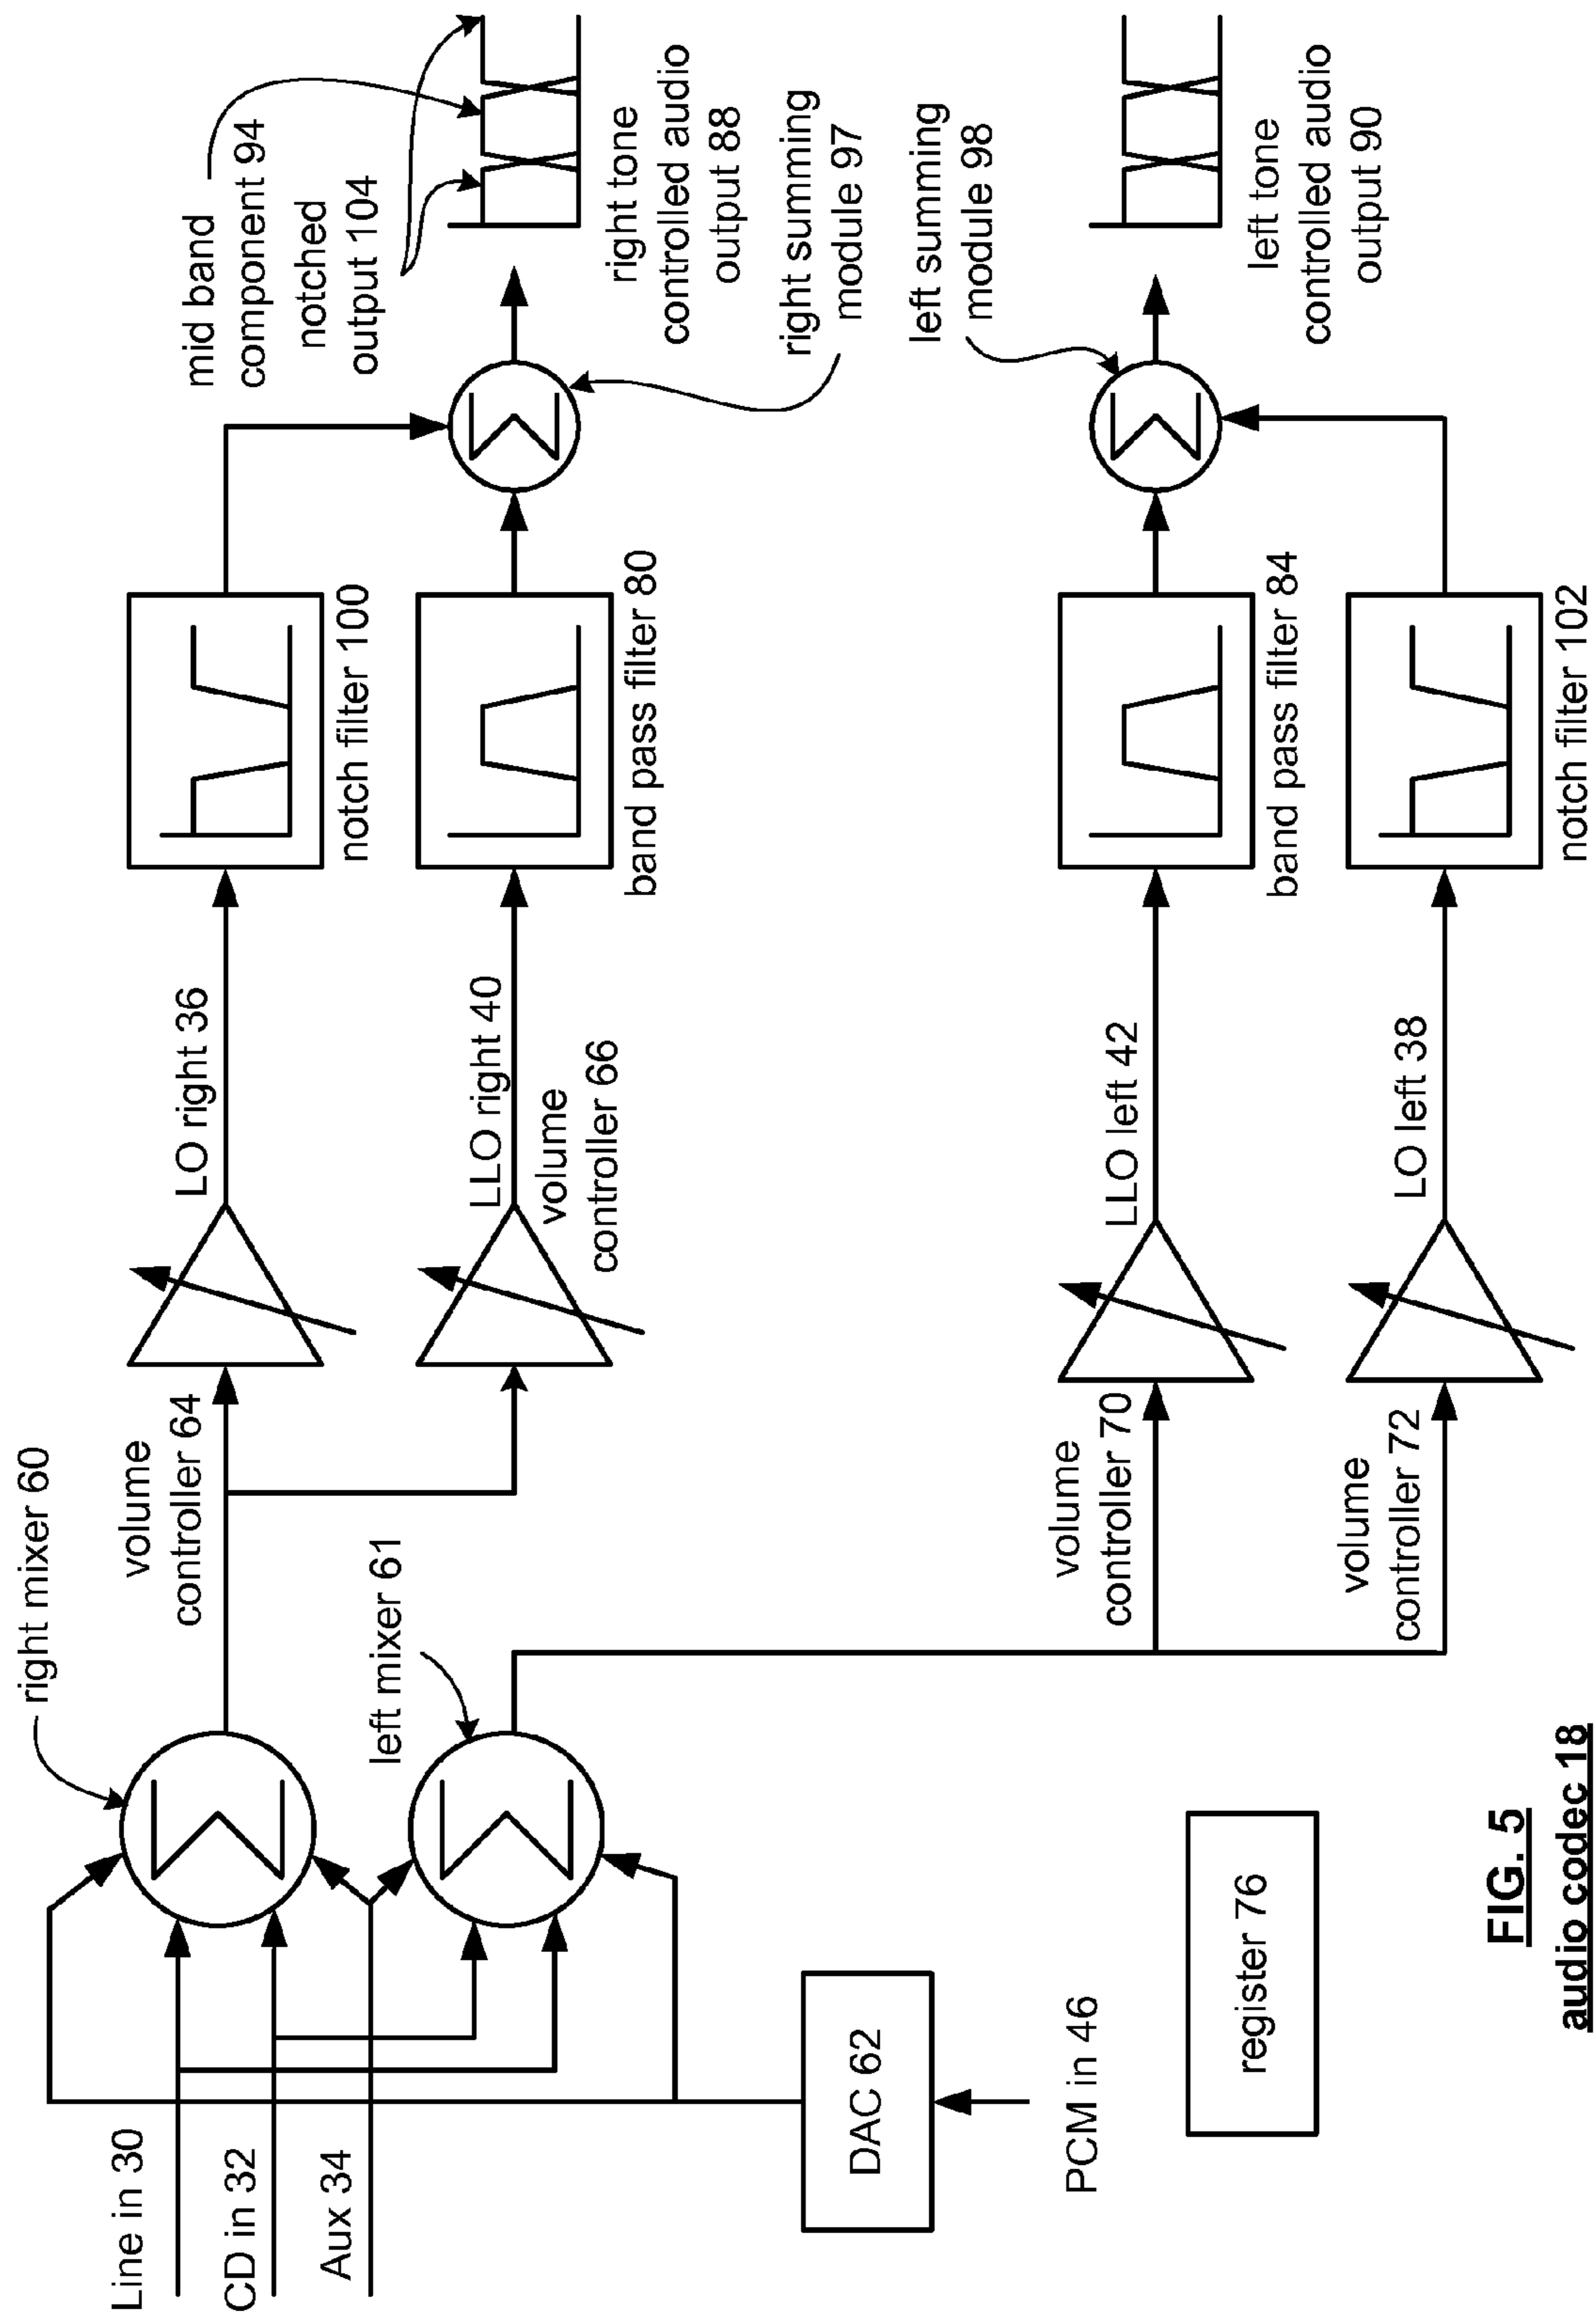 Line in 30
CD in 32
Aux 34
DAC 62
PCM in 46
register 76
right mixer 60
left mixer 61
volume
controller 64
LO right 36
LLO right 40
volume
controller 66
volume
controller 70
LLO left 42
volume
controller 72
LO left 38
notch filter 100
band pass filter 80
band pass filter 84
notch filter 102
mid band
component 94
notched
output 104
right tone
controlled audio
output 88
right summing
module 97
left summing
module 98
left tone
controlled audio
output 90
FIG. 5
audio codec 18